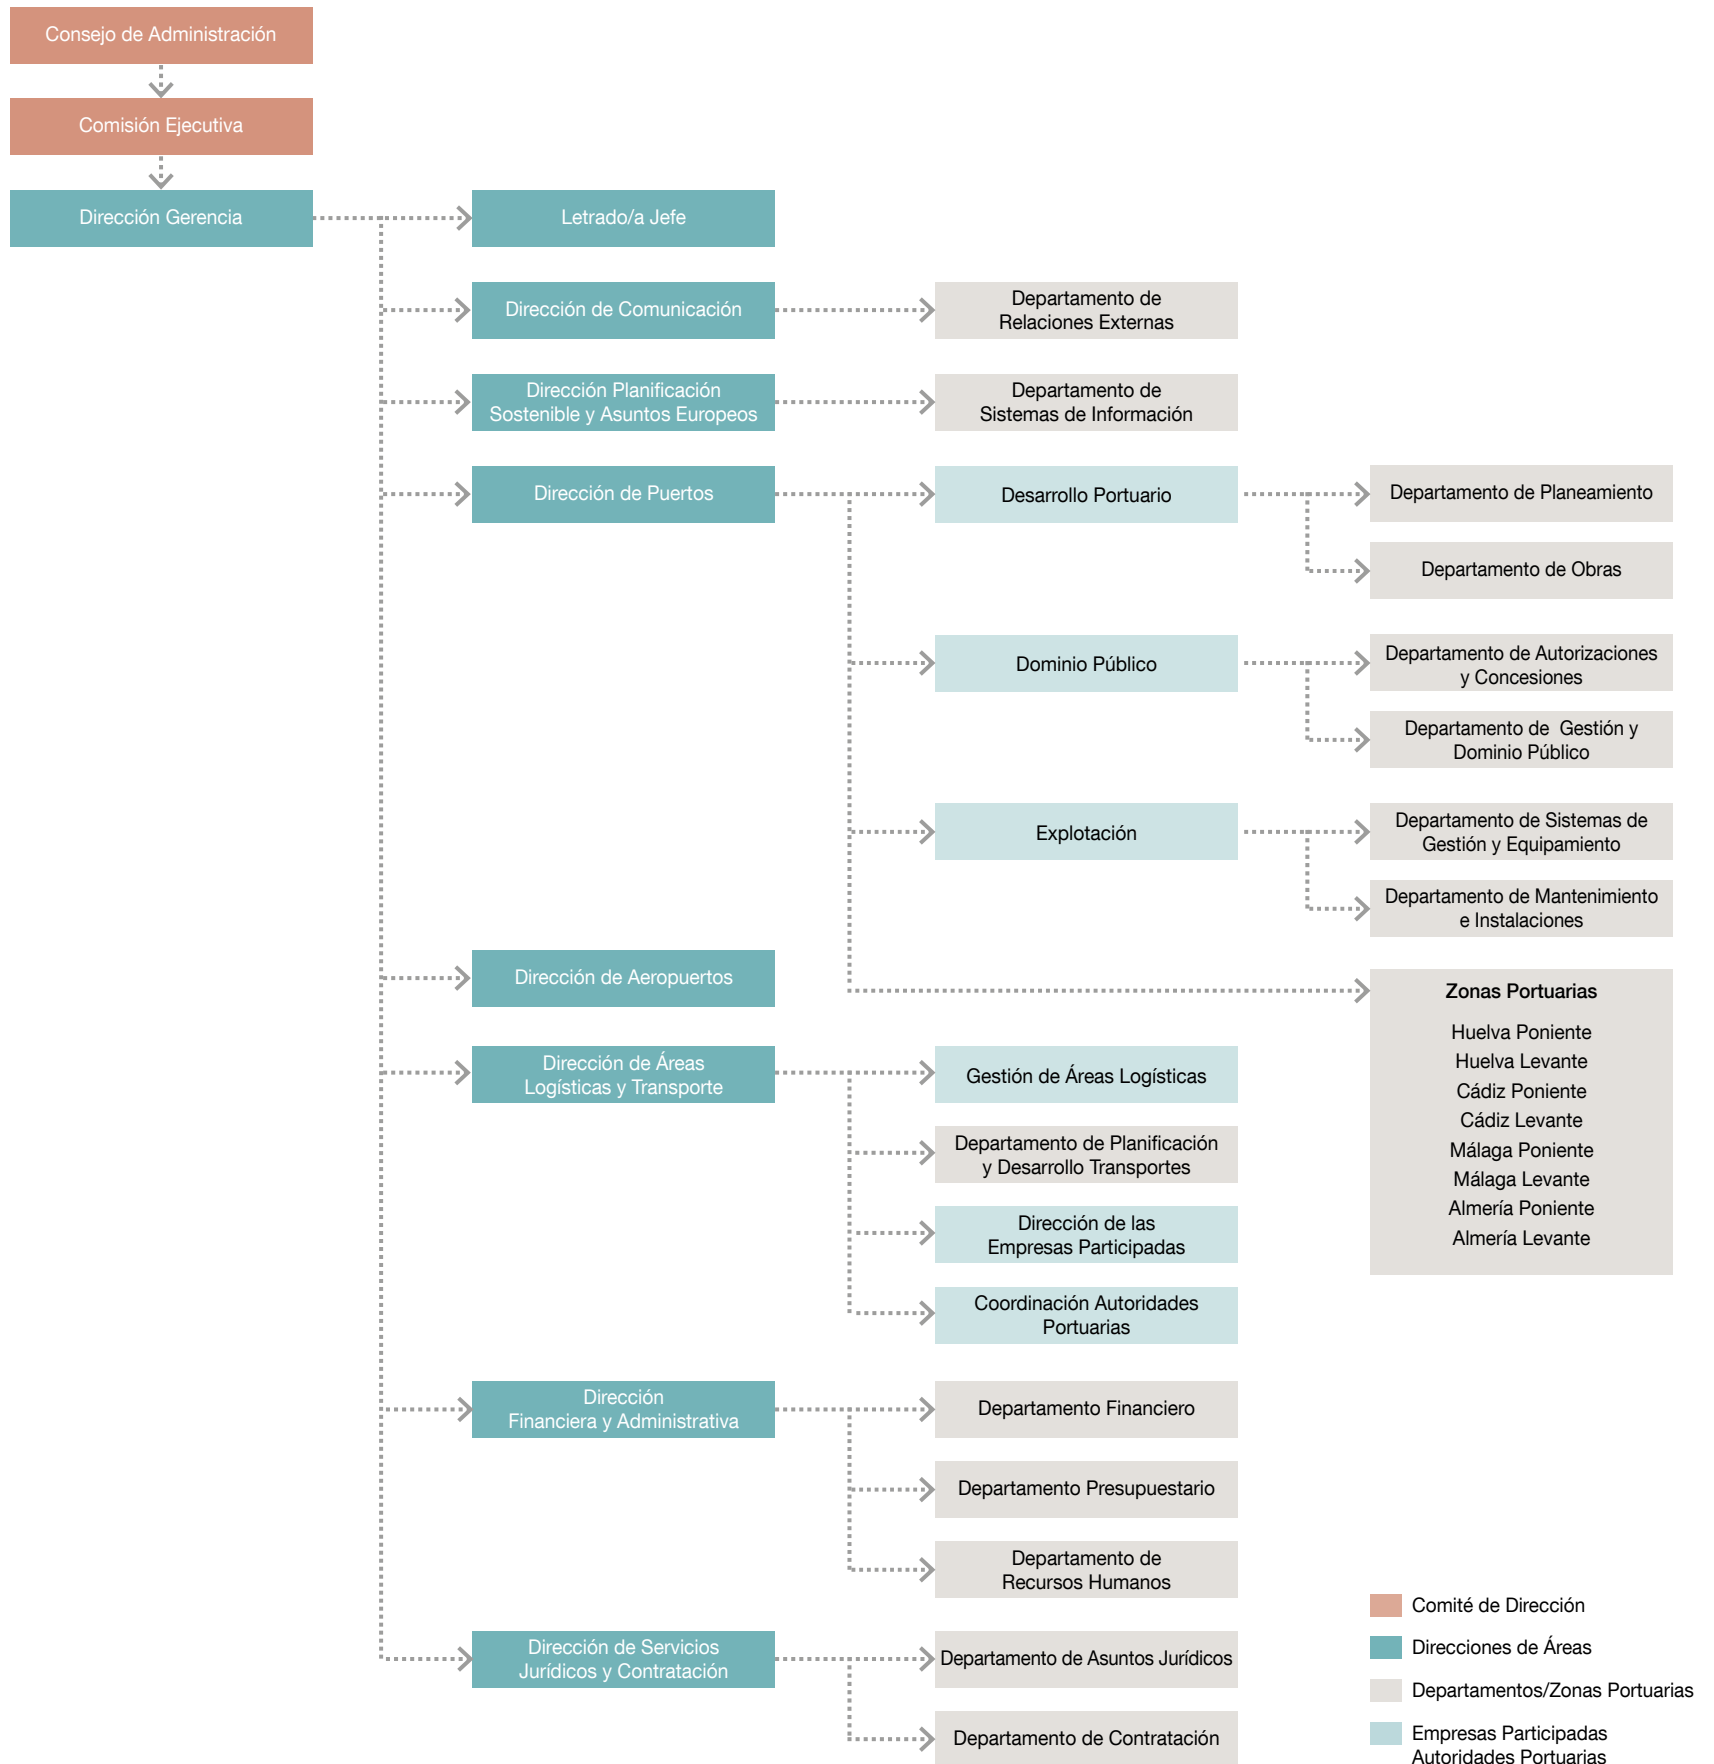 Consejo de Administración
Comisión Ejecutiva
Dirección Gerencia
Letrado/a Jefe
Dirección de Comunicación
Departamento de
Relaciones Externas
Dirección Planificación
Sostenible y Asuntos Europeos
Departamento de
Sistemas de Información
Dirección de Puertos
Desarrollo Portuario
Departamento de Planeamiento
Departamento de Obras
Dominio Público
Departamento de Autorizaciones
y Concesiones
Departamento de  Gestión y
Dominio Público
Explotación
Departamento de Sistemas de
Gestión y Equipamiento
Departamento de Mantenimiento
e Instalaciones
Zonas Portuarias
Huelva Poniente
Huelva Levante
Cádiz Poniente
Cádiz Levante
Málaga Poniente
Málaga Levante
Almería Poniente
Almería Levante
Dirección de Aeropuertos
Dirección de Áreas
Logísticas y Transporte
Gestión de Áreas Logísticas
Departamento de Planificación
y Desarrollo Transportes
Dirección de las
Empresas Participadas
Coordinación Autoridades
Portuarias
Dirección
Financiera y Administrativa
Departamento Financiero
Departamento Presupuestario
Departamento de
Recursos Humanos
Dirección de Servicios
Jurídicos y Contratación
Departamento de Asuntos Jurídicos
Departamento de Contratación
Comité de Dirección
Direcciones de Áreas
Departamentos/Zonas Portuarias
Empresas Participadas
Autoridades Portuarias